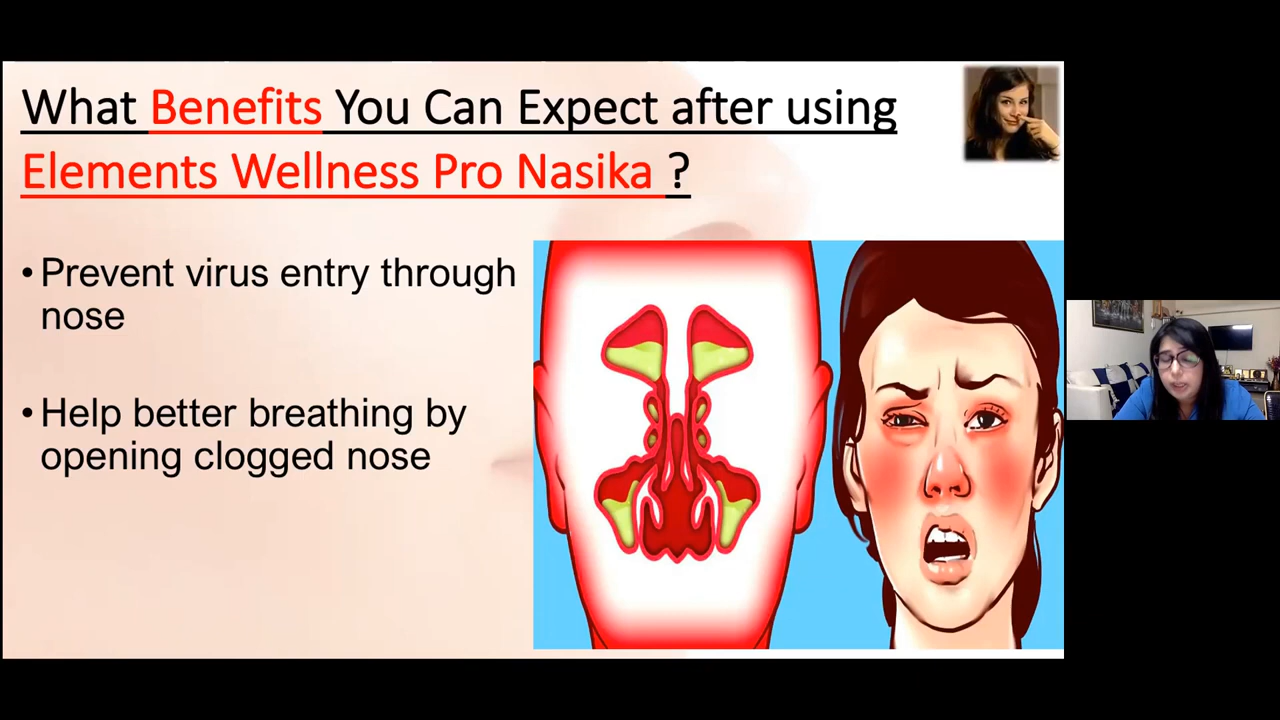 What Benefits You Can Expect after using
Elements Wellness Pro Nasika ?
• Prevent virus entry through
nose
• Help better breathing by
opening clogged nose